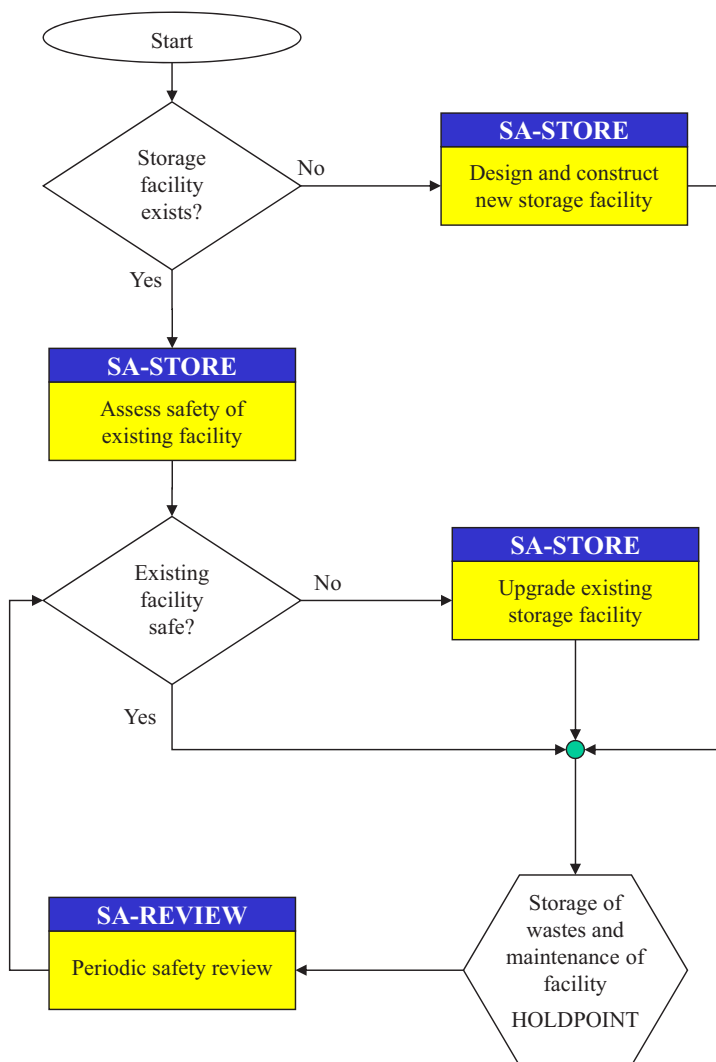 Start
Storage
facility
exists?
No
SA-STORE
Design and construct
new storage facility
Yes
SA-STORE
Assess safety of
existing facility
Existing
facility
safe?
No
SA-STORE
Upgrade existing
storage facility
Yes
Storage of
wastes and
maintenance of
facility
HOLDPOINT
SA-REVIEW
Periodic safety review